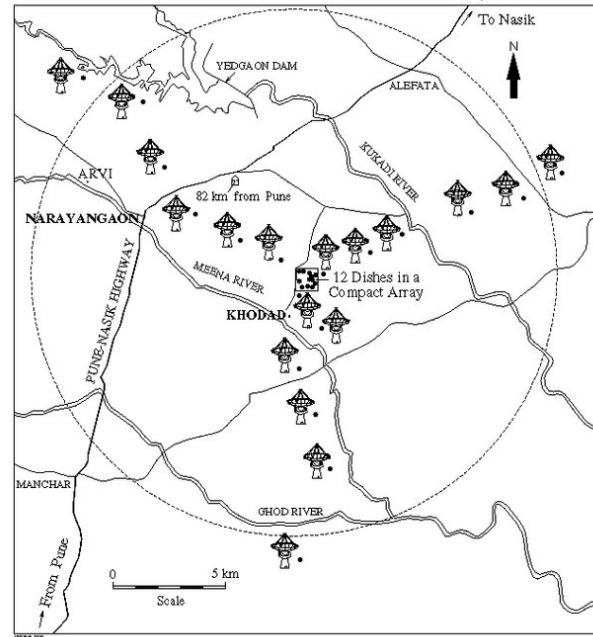 To Nasik
N
YEDGAON DAM
ALEFATA
KUKADI RIVER
ARVI
82 km from Pune
NARAYANGAON
MEENA RIVER
12 Dishes in a
Compact Array
KHODAD
PUNE-NASIK HIGHWAY
MANCHAR
GHOD RIVER
0 5 km
Scale
From Pune